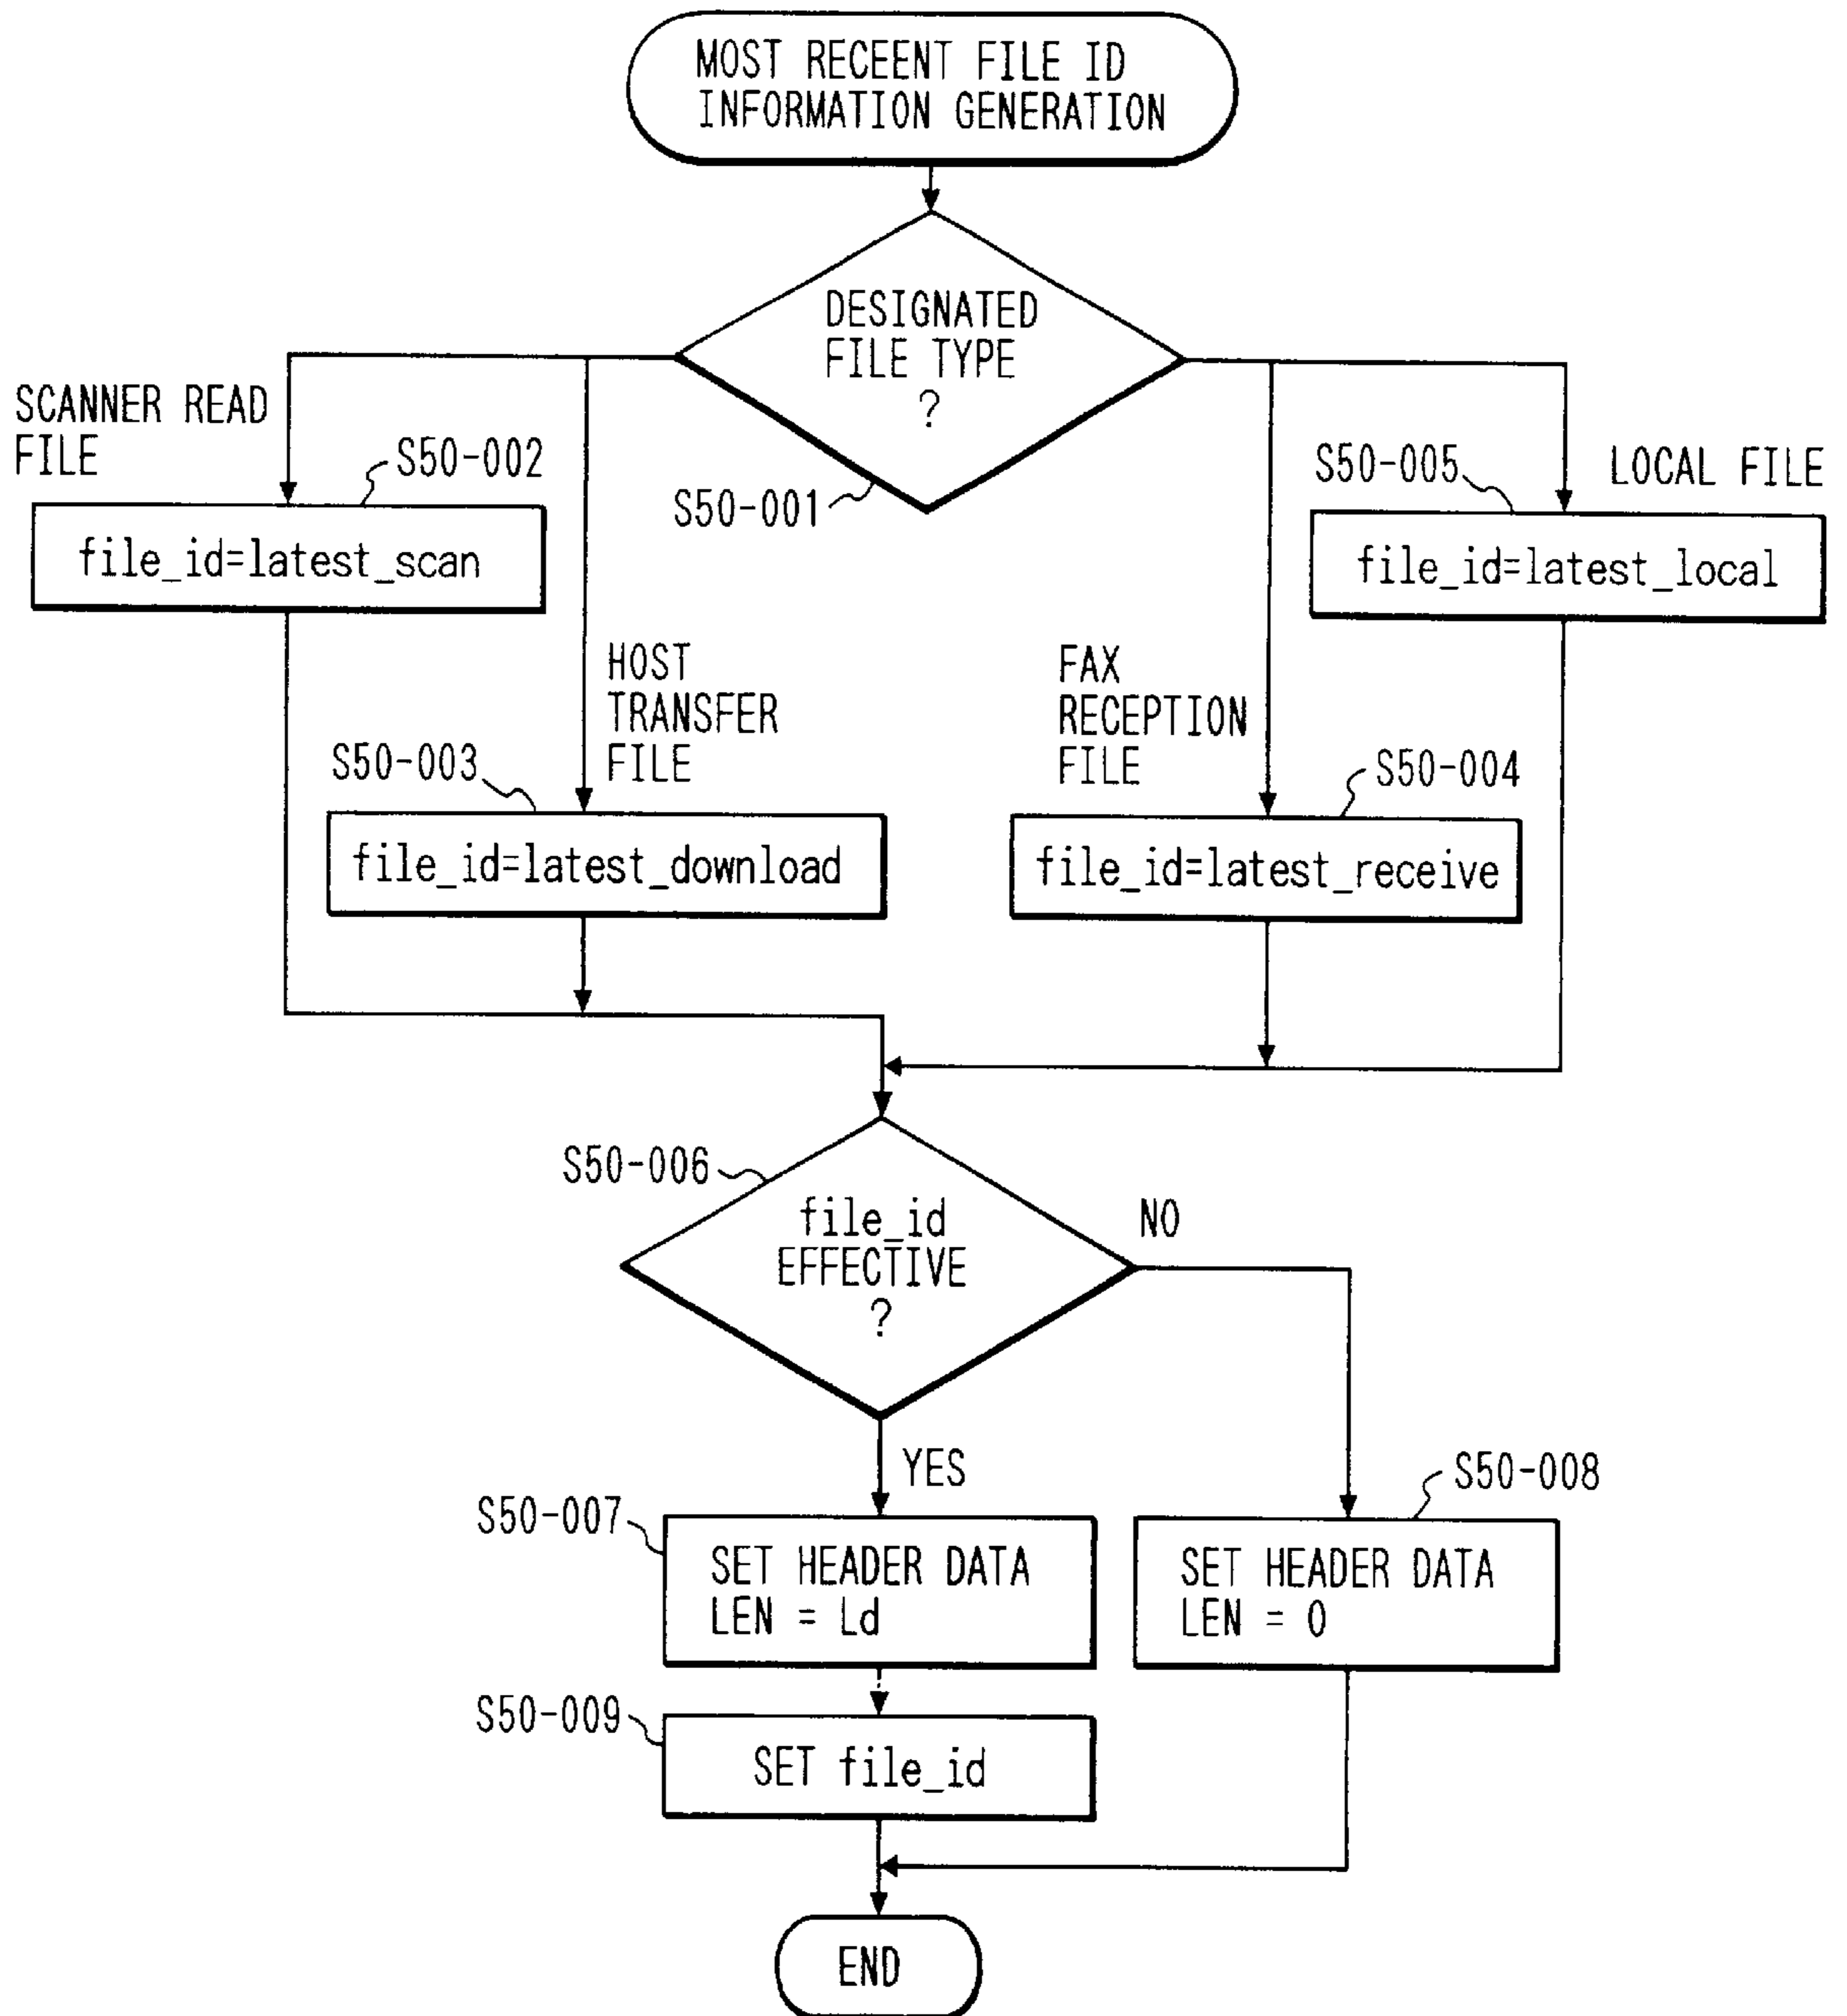 MOST RECEENT FILE ID
INFORMATION GENERATION
DESIGNATED
FILE TYPE
?
S50-001
SCANNER READ
FILE
S50-002
file_id=latest_scan
S50-005
LOCAL FILE
file_id=latest_local
HOST
TRANSFER
FILE
S50-003
file_id=latest_download
FAX
RECEPTION
FILE
S50-004
file_id=latest_receive
S50-006
file_id
EFFECTIVE
?
NO
YES
S50-007
SET HEADER DATA
LEN = Ld
S50-008
SET HEADER DATA
LEN = 0
S50-009
SET file_id
END